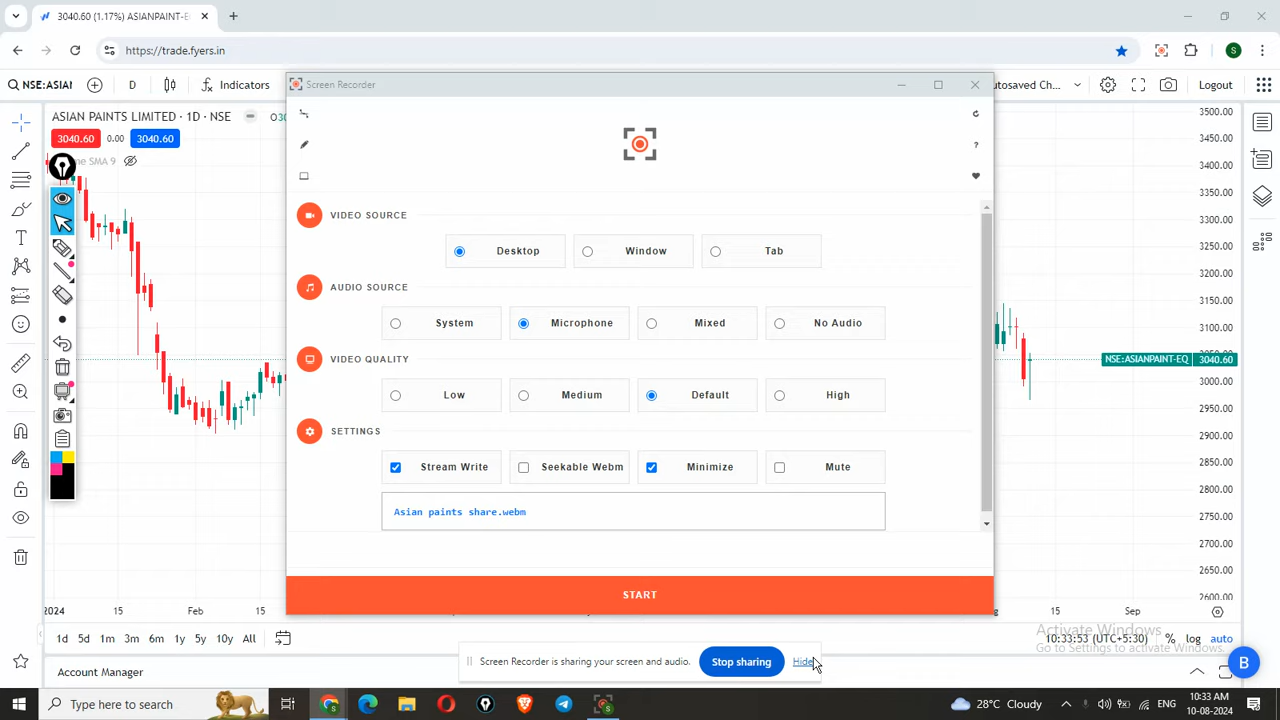 3040.60 (1.17%) ASIANPAINT-E
https://trade.fyers.in
S
NSE:ASIAI
D
Indicators
Screen Recorder
autosaved Ch...
Logout
ASIAN PAINTS LIMITED · 1D · NSE
3040.60
0.00
3040.60
me SMA 9
?
VIDEO SOURCE
Desktop
Window
Tab
AUDIO SOURCE
System
Microphone
Mixed
No Audio
VIDEO QUALITY
Low
Medium
Default
High
SETTINGS
Stream Write
Seekable Webm
Minimize
Mute
Asian paints share.webm
START
3500.00
3450.00
3400.00
3350.00
3300.00
3250.00
3200.00
3150.00
3100.00
NSE:ASIANPAINT-EQ
3040.60
3000.00
2950.00
2900.00
2850.00
2800.00
2750.00
2700.00
2650.00
2600.00
2024
15
Feb
15
15
Sep
1d
5d
1m
3m
6m
1y
5y
10y
All
10:33:53 (UTC+5:30)
%
log
auto
Activate Windows
Go to Settings to activate Windows.
Screen Recorder is sharing your screen and audio.
Stop sharing
Hide
B
Account Manager
Type here to search
28°C Cloudy
ENG
10:33 AM
10-08-2024